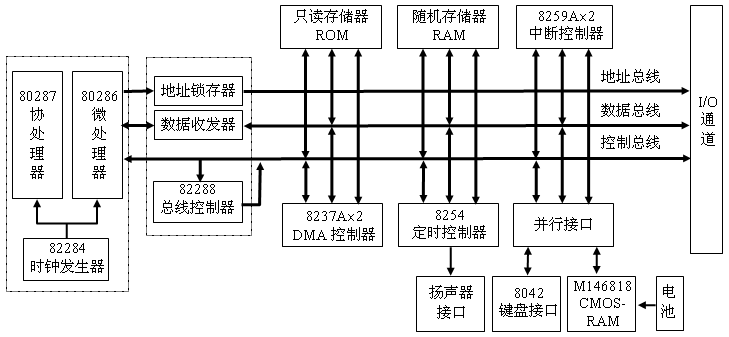 只读存储器
ROM
随机存储器
RAM
8259A×2
中断控制器
80287
协
处
理
器
80286
微
处
理
器
地址锁存器
数据收发器
82288
总线控制器
82284
时钟发生器
地址总线
数据总线
控制总线
I/O
通
道
8237A×2
DMA 控制器
8254
定时控制器
并行接口
扬声器
接口
8042
键盘接口
M146818
CMOS-
RAM
电
池